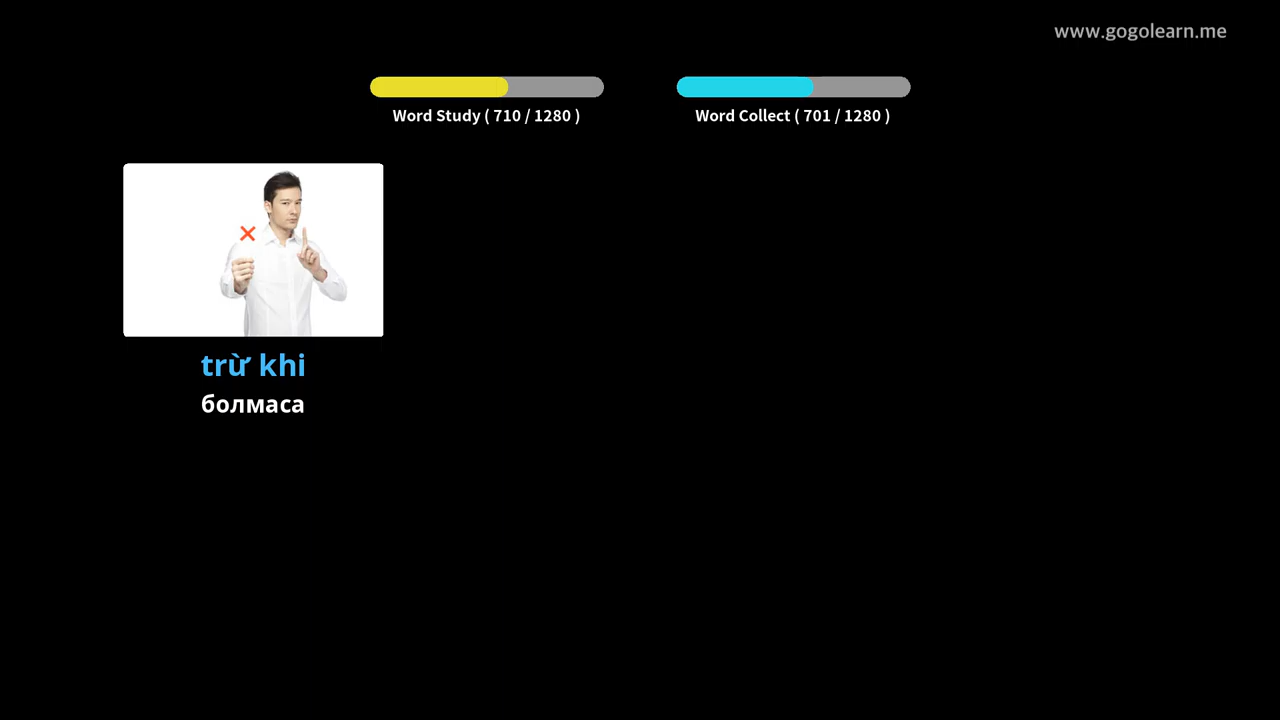 www.gogolearn.me
Word Study ( 710 / 1280 )
Word Collect ( 701 / 1280 )
trừ khi
болмаса